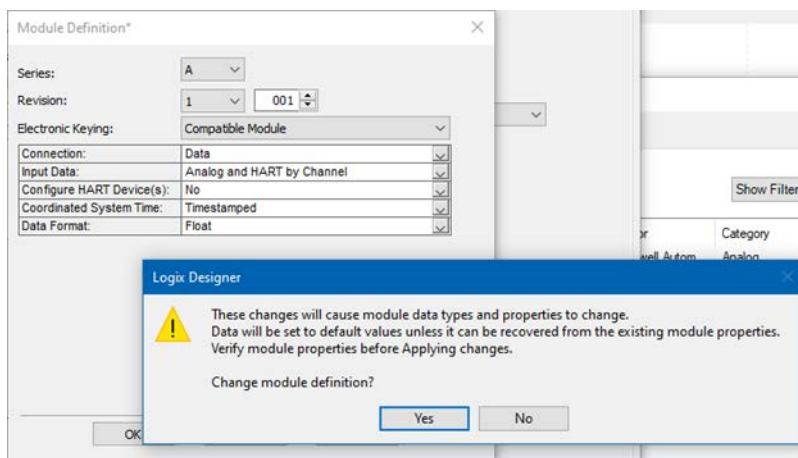 Module Definition*
Series: A
Revision: 1 001
Electronic Keying: Compatible Module
Connection: Data
Input Data: Analog and HART by Channel
Configure HART Device(s): No
Coordinated System Time: Timestamped
Data Format: Float
Show Filter
Category
Analog
Logix Designer
These changes will cause module data types and properties to change.
Data will be set to default values unless it can be recovered from the existing module properties.
Verify module properties before Applying changes.
Change module definition?
Yes No
OK